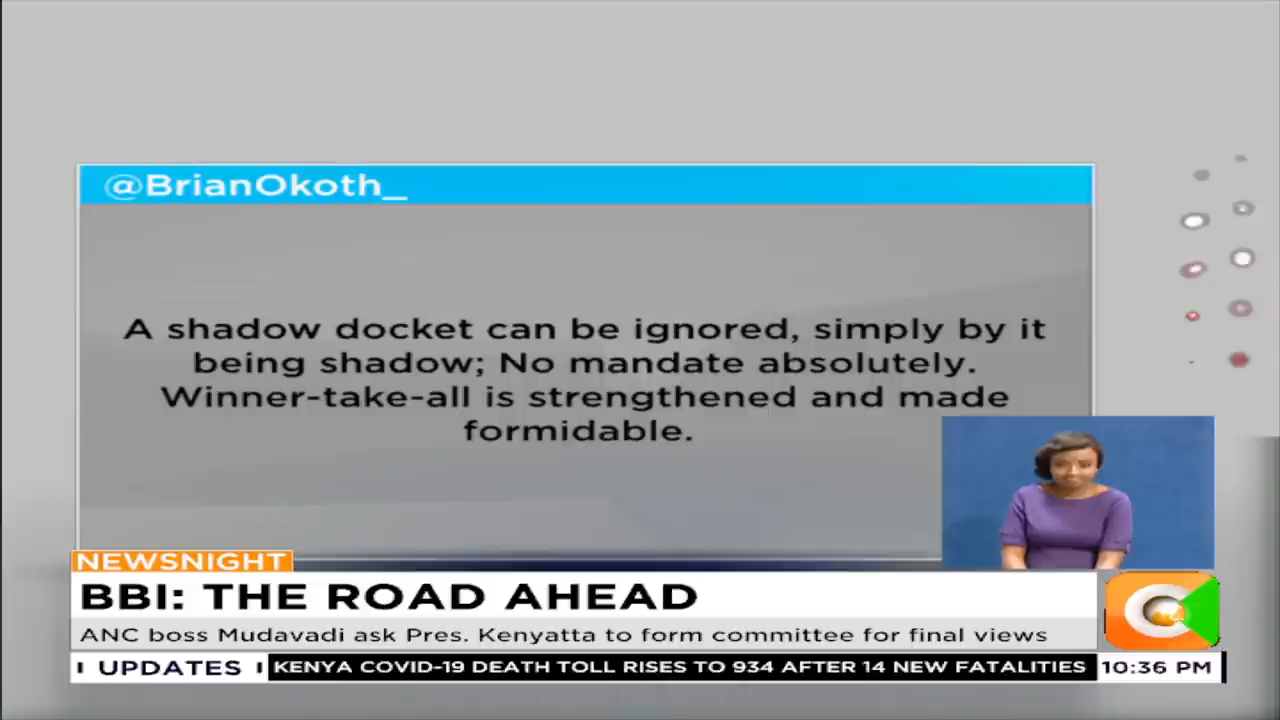 @BrianOkoth_
A shadow docket can be ignored, simply by it
being shadow; No mandate absolutely.
Winner-take-all is strengthened and made
formidable.
NEWSNIGHT
BBI: THE ROAD AHEAD
ANC boss Mudavadi ask Pres. Kenyatta to form committee for final views
UPDATES
KENYA COVID-19 DEATH TOLL RISES TO 934 AFTER 14 NEW FATALITIES
10:36 PM